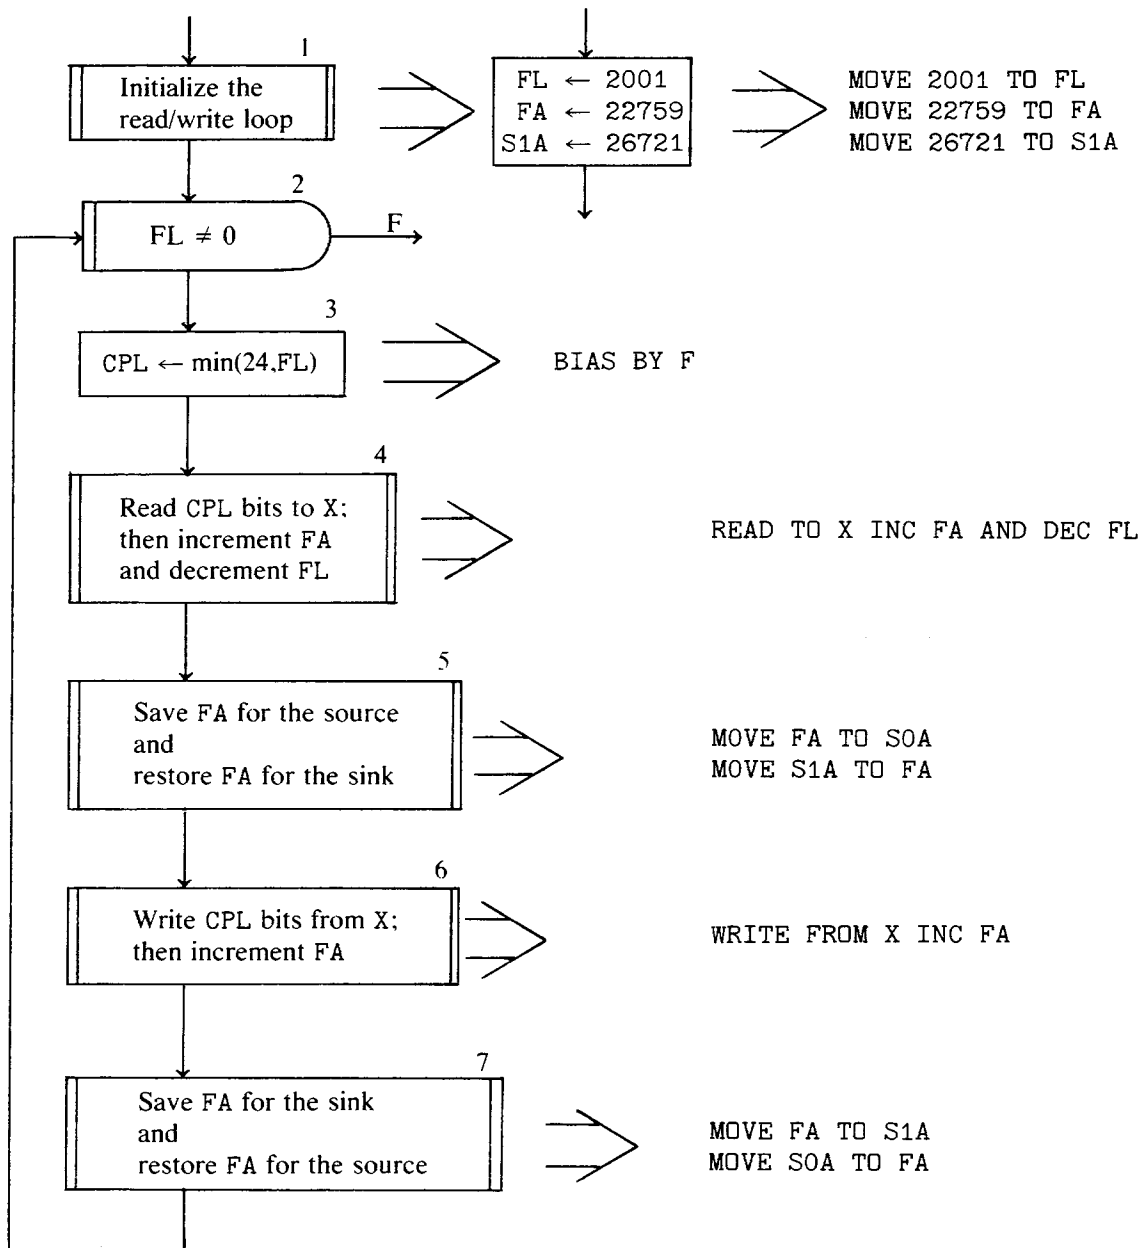 1
Initialize the
read/write loop
FL ← 2001
FA ← 22759
S1A ← 26721
MOVE 2001 TO FL
MOVE 22759 TO FA
MOVE 26721 TO S1A
2
FL ≠ 0
F
3
CPL ← min(24,FL)
BIAS BY F
4
Read CPL bits to X;
then increment FA
and decrement FL
READ TO X INC FA AND DEC FL
5
Save FA for the source
and
restore FA for the sink
MOVE FA TO S0A
MOVE S1A TO FA
6
Write CPL bits from X;
then increment FA
WRITE FROM X INC FA
7
Save FA for the sink
and
restore FA for the source
MOVE FA TO S1A
MOVE S0A TO FA